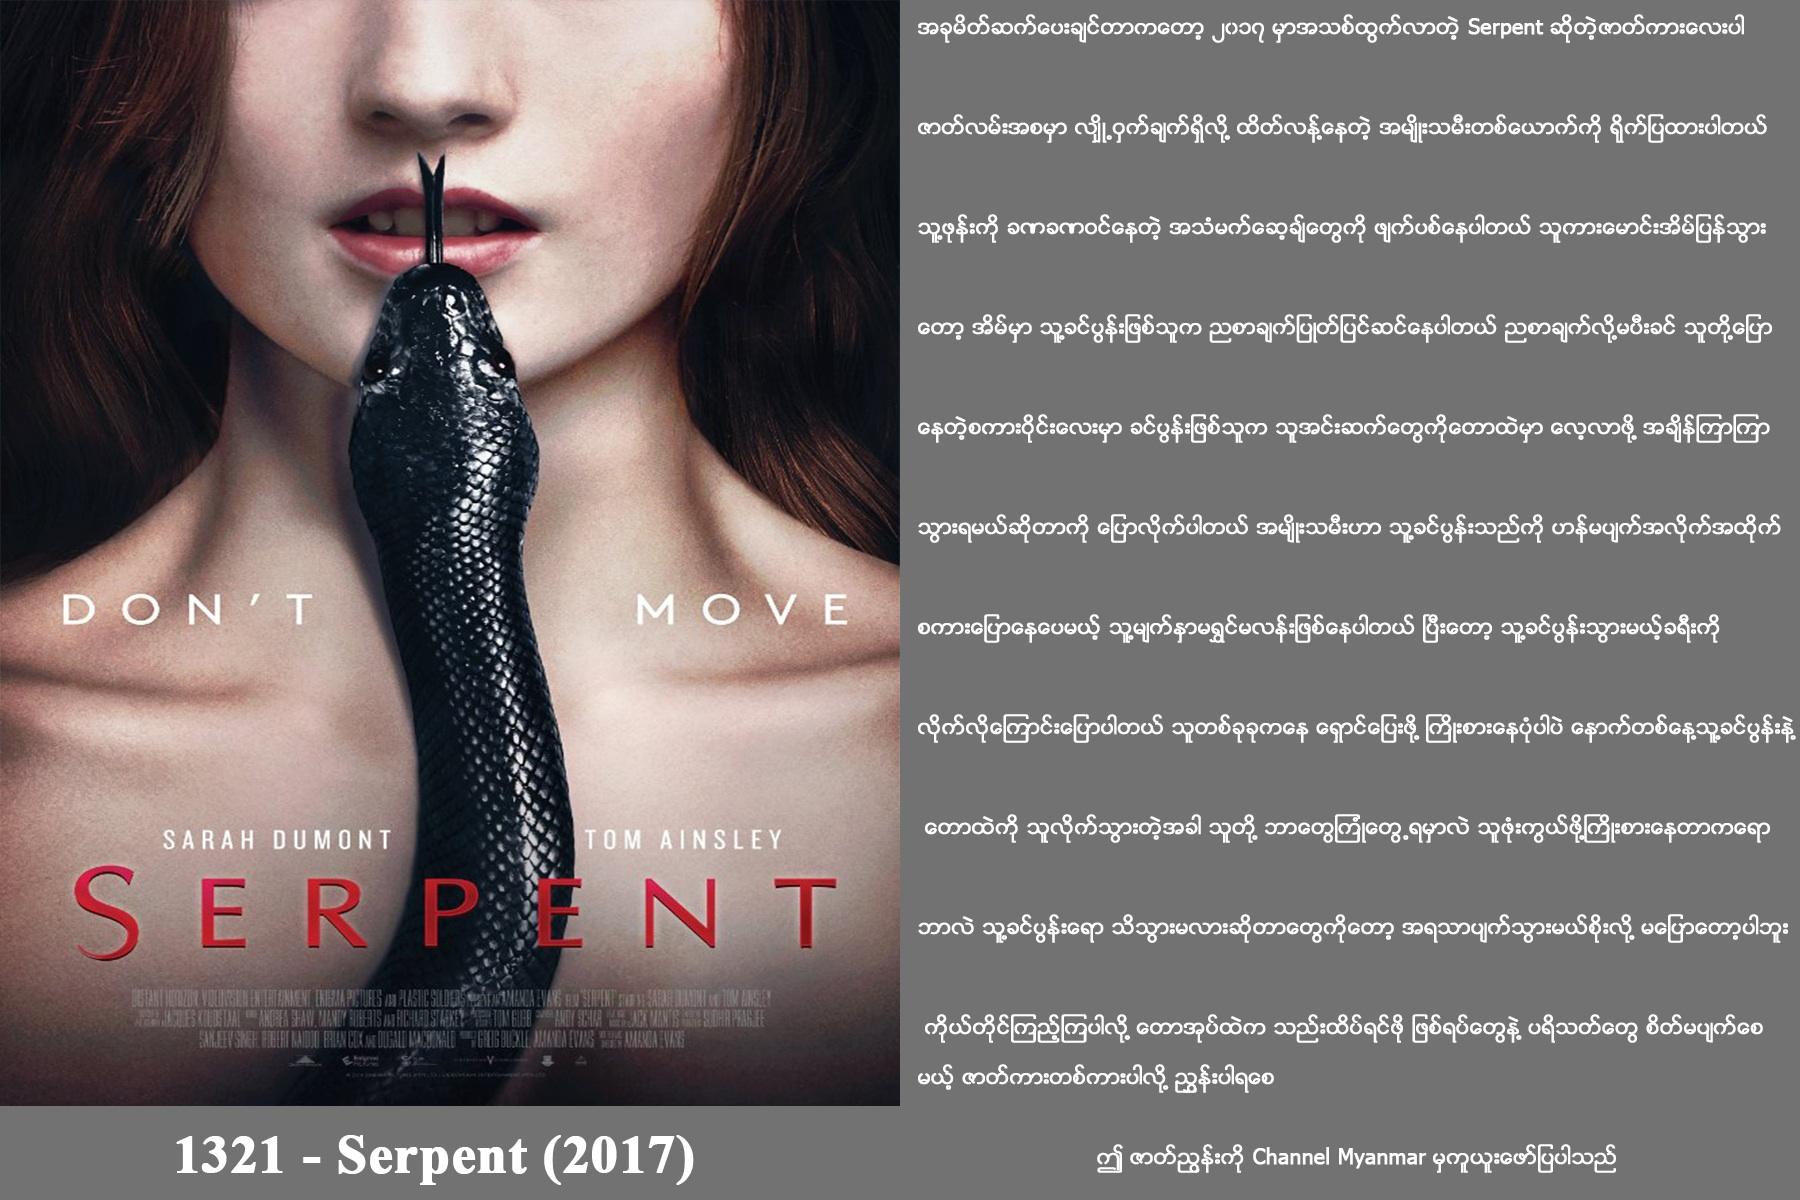 DON'T MOVE
SARAH DUMONT TOM AINSLEY
SERPENT
1321 - Serpent (2017)
အခုမိတ်ဆက်ပေးချင်တာကတော့ ၂၀၁၇ မှာအသစ်ထွက်လာတဲ့ Serpent ဆိုတဲ့ဇာတ်ကားလေးပါ
ဇာတ်လမ်းအစမှာ လျှို့ဝှက်ချက်ရှိလို့ ထိတ်လန့်နေတဲ့ အမျိုးသမီးတစ်ယောက်ကို ရိုက်ပြထားပါတယ်
သူ့ဖုန်းကို ခဏခဏဝင်နေတဲ့ အသံမက်ဆေ့ချ်တွေကို ဖျက်ပစ်နေပါတယ် သူကားမောင်းအိမ်ပြန်သွား
တော့ အိမ်မှာ သူ့ခင်ပွန်းဖြစ်သူက ညစာချက်ပြုတ်ပြင်ဆင်နေပါတယ် ညစာချက်လို့မပီးခင် သူတို့ပြော
နေတဲ့စကားဝိုင်းလေးမှာ ခင်ပွန်းဖြစ်သူက သူအင်းဆက်တွေကိုတောထဲမှာ လေ့လာဖို့ အချိန်ကြာကြာ
သွားရမယ်ဆိုတာကို ပြောလိုက်ပါတယ် အမျိုးသမီးဟာ သူ့ခင်ပွန်းသည်ကို ဟန်မပျက်အလိုက်အထိုက်
စကားပြောနေပေမယ့် သူ့မျက်နှာမရွှင်မလန်းဖြစ်နေပါတယ် ပြီးတော့ သူ့ခင်ပွန်းသွားမယ့်ခရီးကို
လိုက်လိုကြောင်းပြောပါတယ် သူတစ်ခုခုကနေ ရှောင်ပြေးဖို့ ကြိုးစားနေပုံပါပဲ နောက်တစ်နေ့သူ့ခင်ပွန်းနဲ့
တောထဲကို သူလိုက်သွားတဲ့အခါ သူတို့ ဘာတွေကြုံတွေ့ရမှာလဲ သူဖုံးကွယ်ဖို့ကြိုးစားနေတာကရော
ဘာလဲ သူ့ခင်ပွန်းရော သိသွားမလားဆိုတာတွေကိုတော့ အရသာပျက်သွားမယ်စိုးလို့ မပြောတော့ပါဘူး
ကိုယ်တိုင်ကြည့်ကြပါလို့ တောအုပ်ထဲက သည်းထိပ်ရင်ဖို ဖြစ်ရပ်တွေနဲ့ ပရိသတ်တွေ စိတ်မပျက်စေ
မယ့် ဇာတ်ကားတစ်ကားပါလို့ ညွှန်းပါရစေ
ဤ ဇာတ်ညွှန်းကို Channel Myanmar မှကူယူးဖော်ပြပါသည်